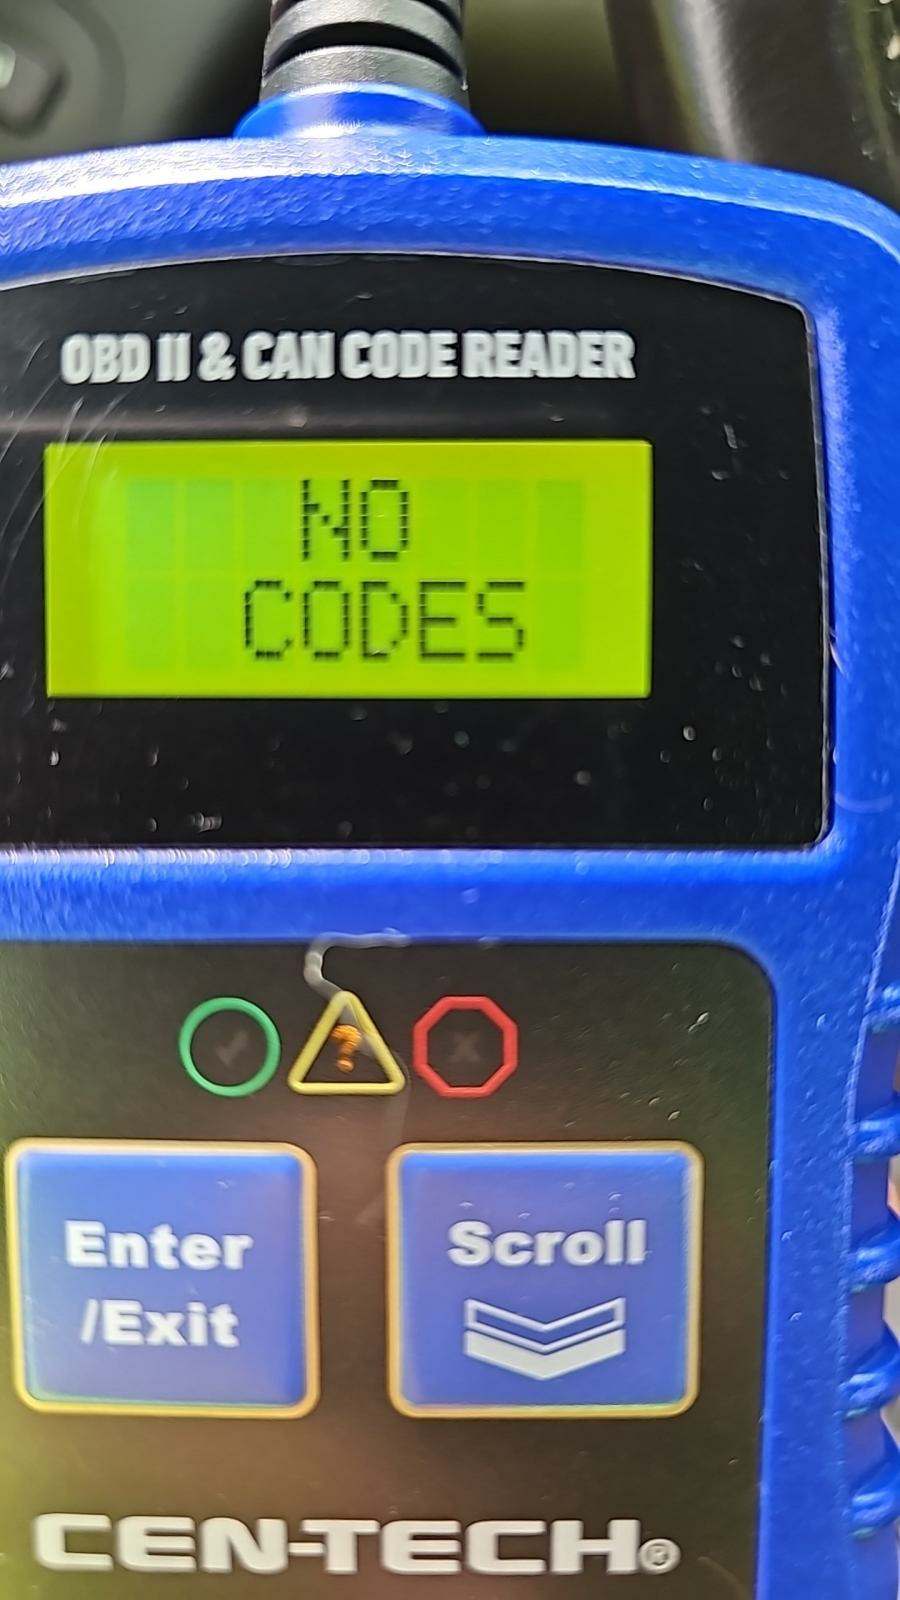 OBD II & CAN CODE READER
NO
CODES
?
Enter
/Exit
Scroll
CEN-TECH®